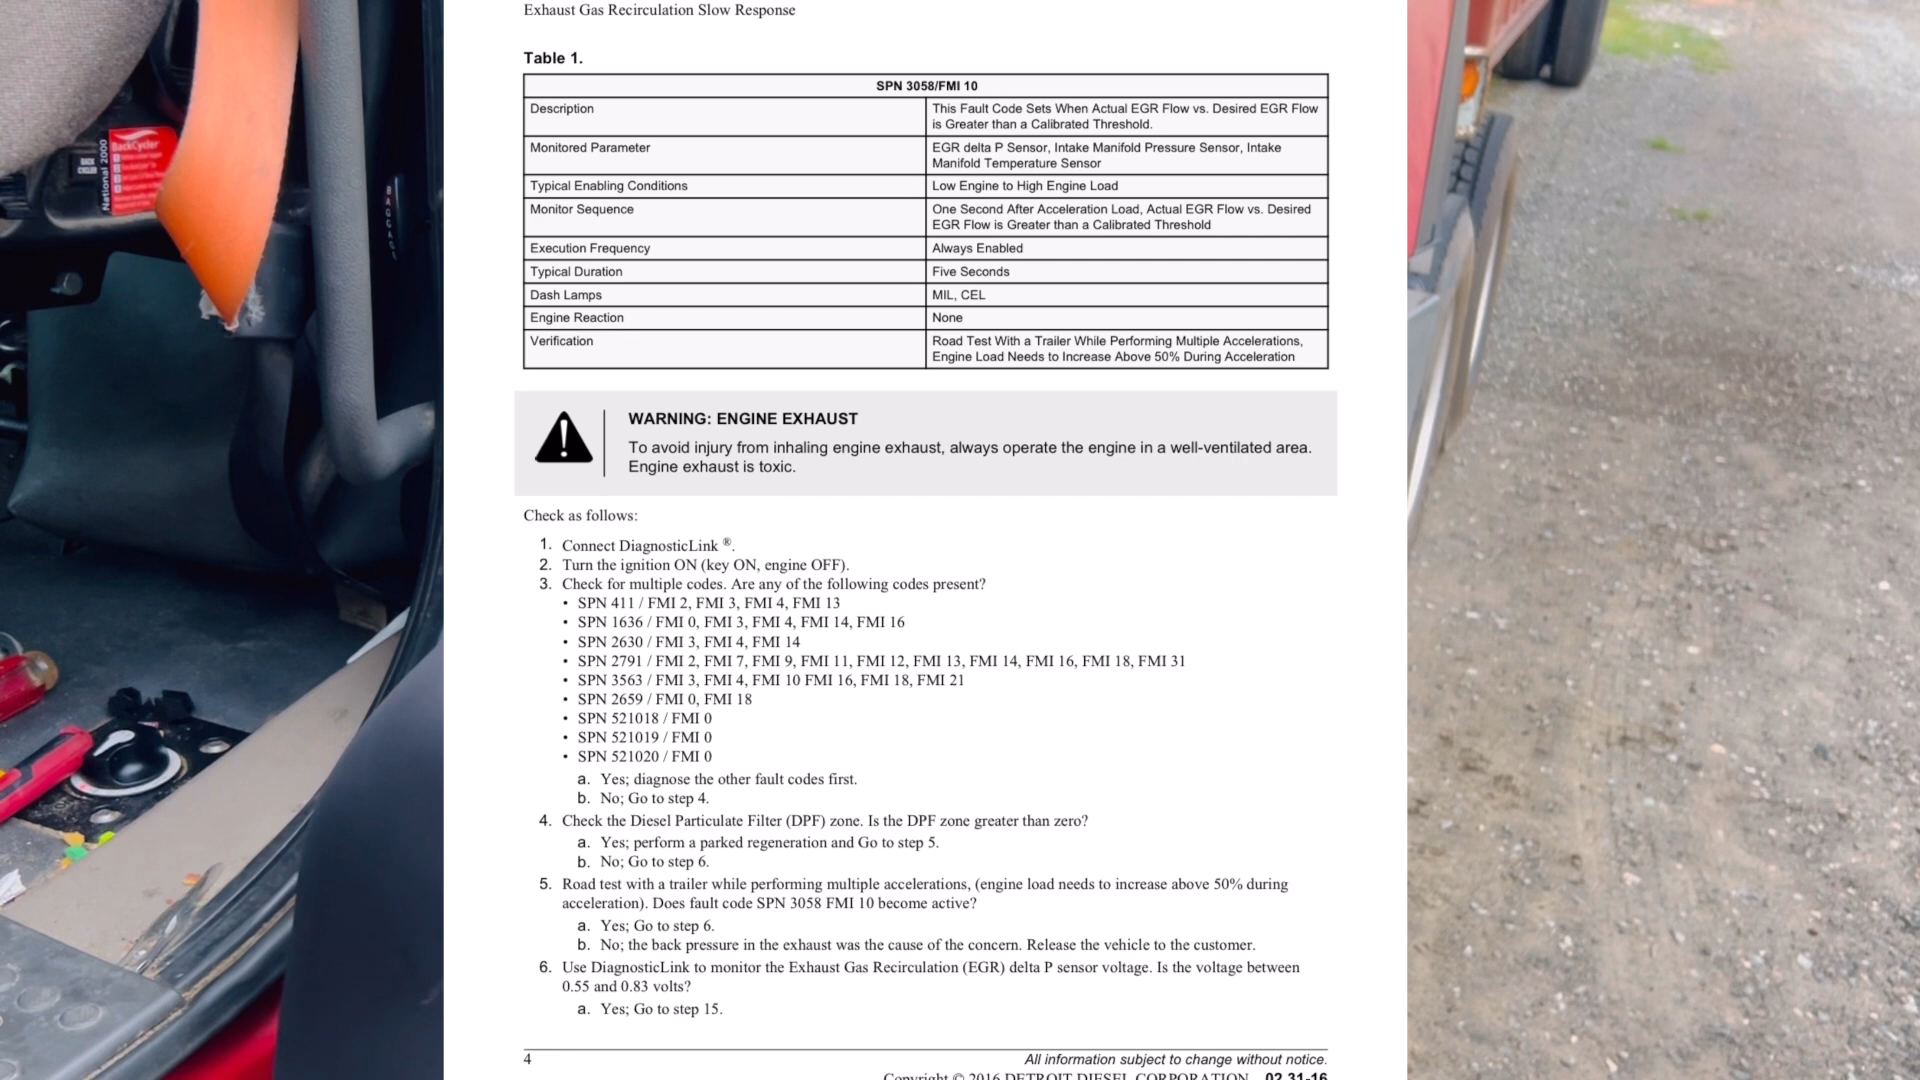 Exhaust Gas Recirculation Slow Response
Table 1.
SPN 3058/FMI 10
Description
This Fault Code Sets When Actual EGR Flow vs. Desired EGR Flow
is Greater than a Calibrated Threshold.
Monitored Parameter
EGR delta P Sensor, Intake Manifold Pressure Sensor, Intake
Manifold Temperature Sensor
Typical Enabling Conditions
Low Engine to High Engine Load
Monitor Sequence
One Second After Acceleration Load, Actual EGR Flow vs. Desired
EGR Flow is Greater than a Calibrated Threshold
Execution Frequency
Always Enabled
Typical Duration
Five Seconds
Dash Lamps
MIL, CEL
Engine Reaction
None
Verification
Road Test With a Trailer While Performing Multiple Accelerations,
Engine Load Needs to Increase Above 50% During Acceleration
WARNING: ENGINE EXHAUST
To avoid injury from inhaling engine exhaust, always operate the engine in a well-ventilated area.
Engine exhaust is toxic.
Check as follows:
1. Connect DiagnosticLink ®.
2. Turn the ignition ON (key ON, engine OFF).
3. Check for multiple codes. Are any of the following codes present?
• SPN 411 / FMI 2, FMI 3, FMI 4, FMI 13
• SPN 1636 / FMI 0, FMI 3, FMI 4, FMI 14, FMI 16
• SPN 2630 / FMI 3, FMI 4, FMI 14
• SPN 2791 / FMI 2, FMI 7, FMI 9, FMI 11, FMI 12, FMI 13, FMI 14, FMI 16, FMI 18, FMI 31
• SPN 3563 / FMI 3, FMI 4, FMI 10 FMI 16, FMI 18, FMI 21
• SPN 2659 / FMI 0, FMI 18
• SPN 521018 / FMI 0
• SPN 521019 / FMI 0
• SPN 521020 / FMI 0
a. Yes; diagnose the other fault codes first.
b. No; Go to step 4.
4. Check the Diesel Particulate Filter (DPF) zone. Is the DPF zone greater than zero?
a. Yes; perform a parked regeneration and Go to step 5.
b. No; Go to step 6.
5. Road test with a trailer while performing multiple accelerations, (engine load needs to increase above 50% during
acceleration). Does fault code SPN 3058 FMI 10 become active?
a. Yes; Go to step 6.
b. No; the back pressure in the exhaust was the cause of the concern. Release the vehicle to the customer.
6. Use DiagnosticLink to monitor the Exhaust Gas Recirculation (EGR) delta P sensor voltage. Is the voltage between
0.55 and 0.83 volts?
a. Yes; Go to step 15.
4
All information subject to change without notice.
Copyright © 2016 DETROIT DIESEL CORPORATION 02 31-16
BackCycler
National 2000
BACK
CYCLER